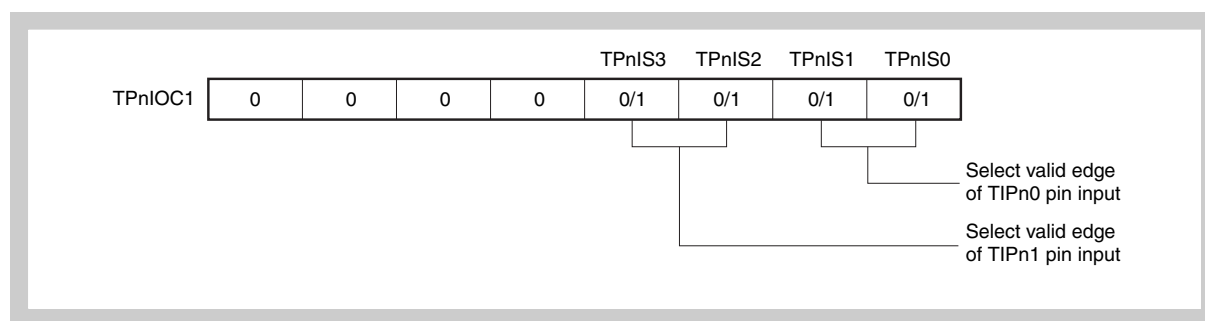 TPnIS3 TPnIS2 TPnIS1 TPnIS0
TPnIOC1 0 0 0 0 0/1 0/1 0/1 0/1
Select valid edge
of TIPn0 pin input
Select valid edge
of TIPn1 pin input